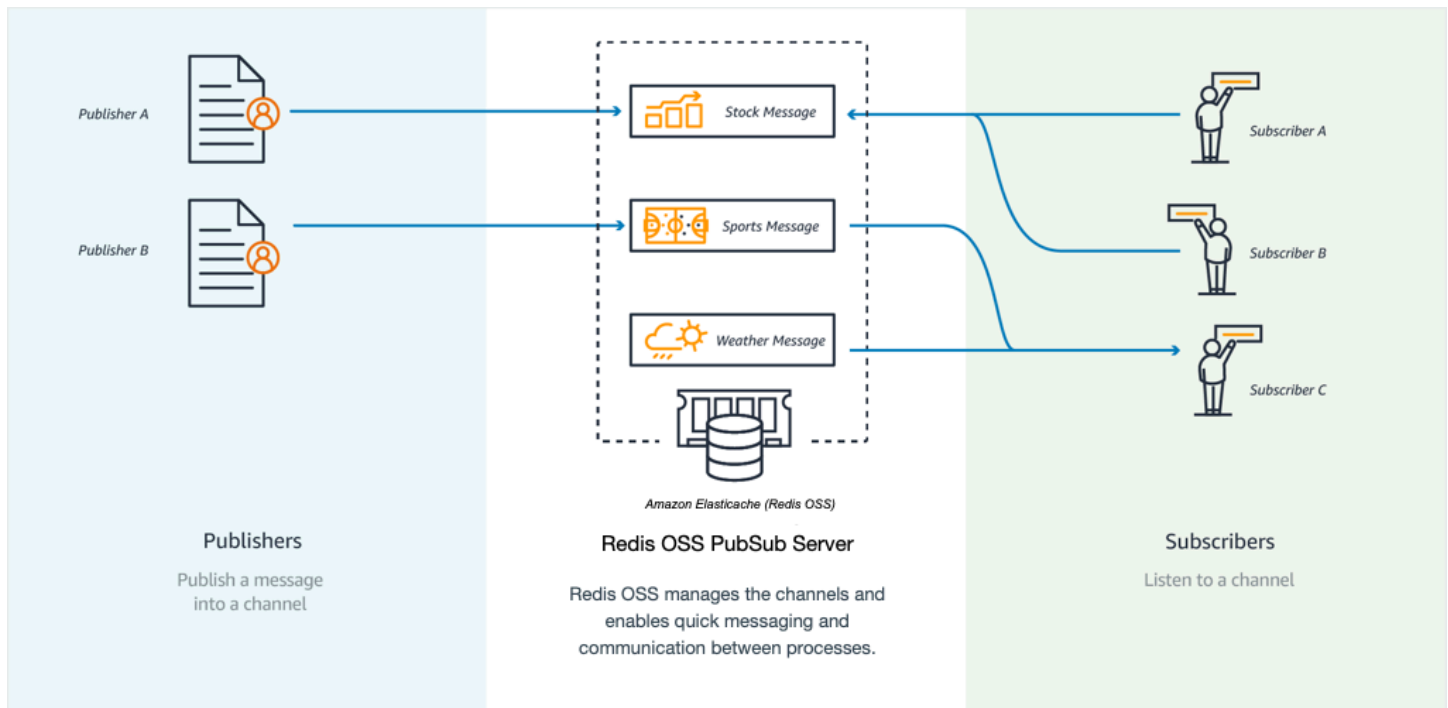 Publisher A
Publisher B
Stock Message
Sports Message
Weather Message
Subscriber A
Subscriber B
Subscriber C
Amazon Elasticache (Redis OSS)
Publishers
Publish a message
into a channel
Redis OSS PubSub Server
Redis OSS manages the channels and
enables quick messaging and
communication between processes.
Subscribers
Listen to a channel